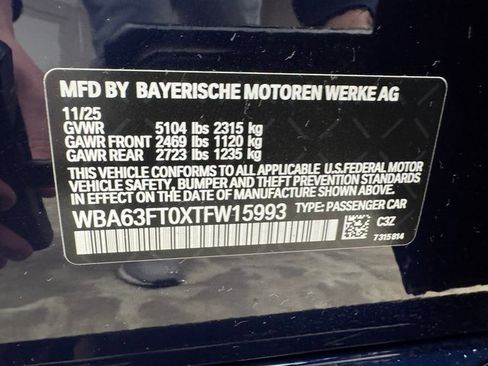 MFD BY BAYERISCHE MOTOREN WERKE AG
11/25
GVWR 5104 lbs 2315 kg
GAWR FRONT 2469 lbs 1120 kg
GAWR REAR 2723 lbs 1235 kg
THIS VEHICLE CONFORMS TO ALL APPLICABLE U.S.FEDERAL MOTOR
VEHICLE SAFETY, BUMPER AND THEFT PREVENTION STANDARDS
IN EFFECT ON THE DATE OF MANUFACTURE SHOWN ABOVE.
WBA63FT0XTFW15993 TYPE: PASSENGER CAR
C3Z
7315814